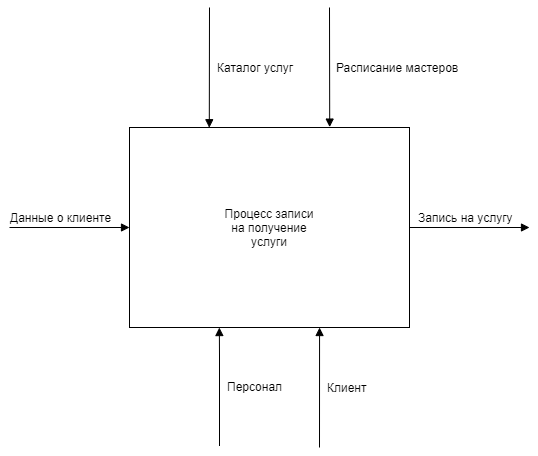 Каталог услуг
Расписание мастеров
Данные о клиенте
Процесс записи
на получение
услуги
Запись на услугу
Персонал
Клиент